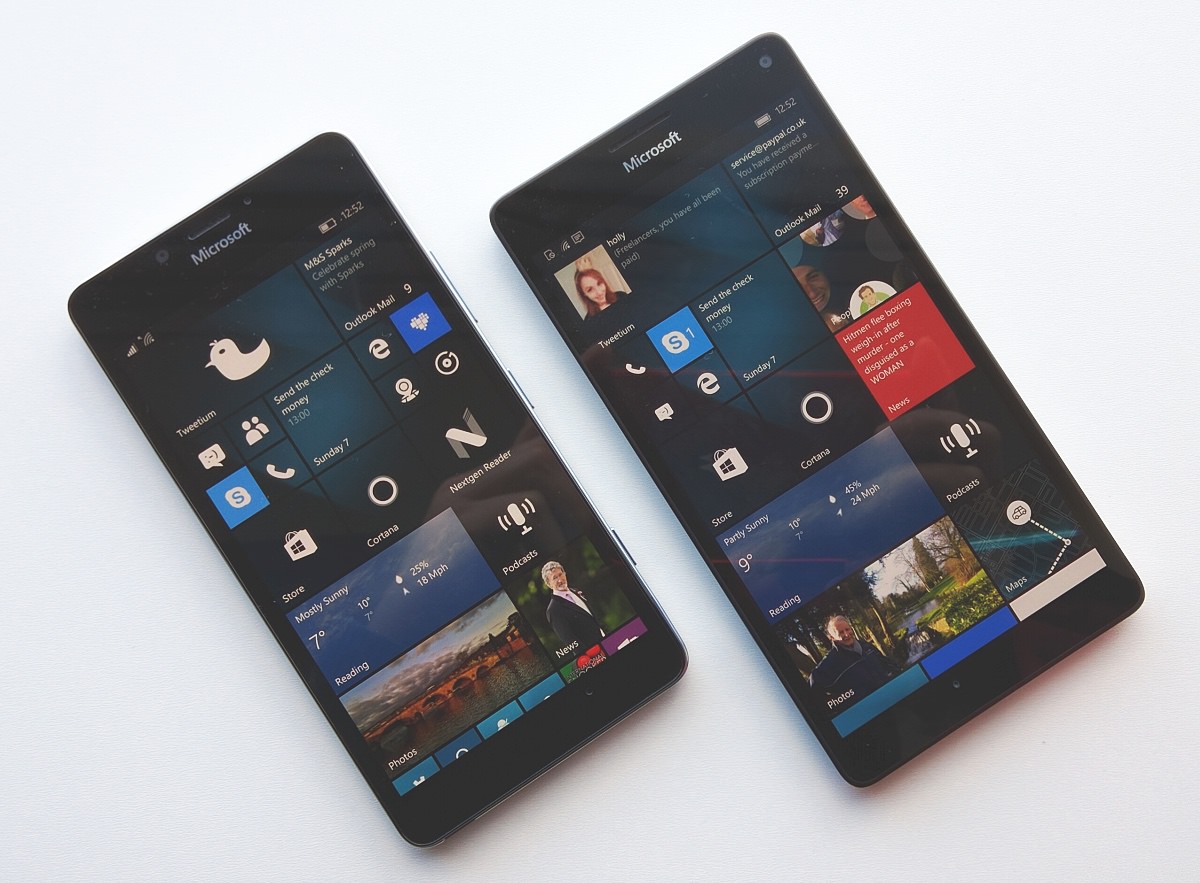 Microsoft
12:52
M&S Sparks
Celebrate spring
with Sparks
Outlook Mail 9
Tweetium
Send the check
money
13:00
Sunday 7
S
Nextgen Reader
Cortana
Store
Podcasts
Mostly Sunny
7°
10°
7°
25%
18 Mph
Reading
News
Photos
Microsoft
12:52
service@paypal.co.uk
You have received a
subscription payme...
Outlook Mail 39
holly
(Freelancers, you have all been
paid)
Tweetium
S 1
Send the check
money
13:00
Sunday 7
Hitmen flee boxing
weigh-in after
murder - one
disguised as a
WOMAN
News
Cortana
Store
Podcasts
Partly Sunny
9°
10°
7°
45%
24 Mph
Reading
Maps
Photos